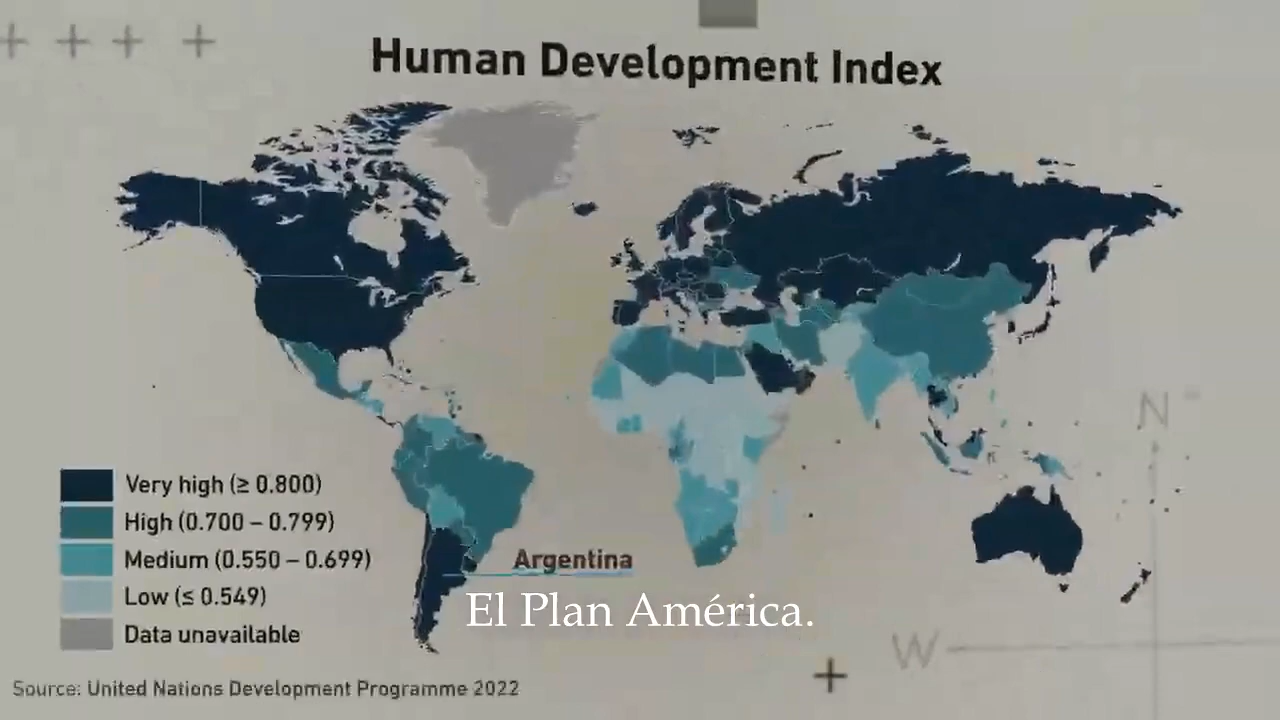 Human Development Index
N
Very high (≥ 0.800)
High (0.700 – 0.799)
Medium (0.550 – 0.699)
Low (≤ 0.549)
Data unavailable
Argentina
El Plan América.
W
Source: United Nations Development Programme 2022